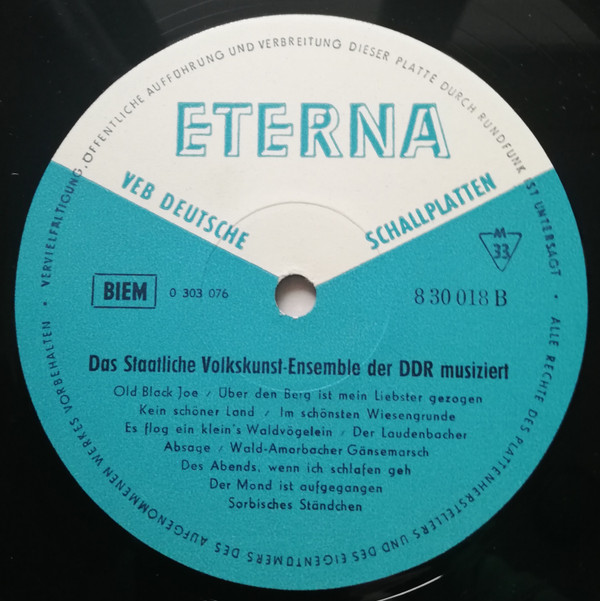 VERVIELFÄLTIGUNG, ÖFFENTLICHE AUFFÜHRUNG UND VERBREITUNG DIESER PLATTE DURCH RUNDFUNK IST UNTERSAGT • ALLE RECHTE DES PLATTENHERSTELLERS UND DES EIGENTÜMERS DES AUFGENOMMENEN WERKES VORBEHALTEN •
ETERNA
VEB DEUTSCHE SCHALLPLATTEN
M
33
BIEM 0 303 076 8 30 018 B
Das Staatliche Volkskunst-Ensemble der DDR musiziert
Old Black Joe / Über den Berg ist mein Liebster gezogen
Kein schöner Land / Im schönsten Wiesengrunde
Es flog ein klein's Waldvögelein / Der Laudenbacher
Absage / Wald-Amorbacher Gänsemarsch
Des Abends, wenn ich schlafen geh
Der Mond ist aufgegangen
Sorbisches Ständchen